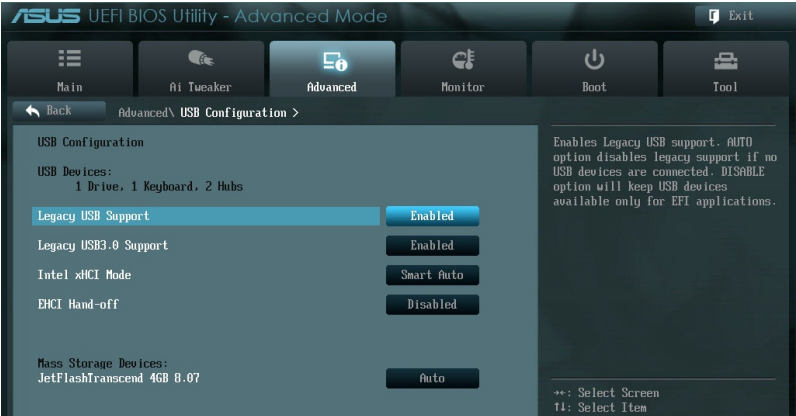 ASUS UEFI BIOS Utility - Advanced Mode
Exit
Main
Ai Tweaker
Advanced
Monitor
Boot
Tool
Back
Advanced\ USB Configuration >
USB Configuration
USB Devices:
1 Drive, 1 Keyboard, 2 Hubs
Legacy USB Support Enabled
Legacy USB3.0 Support Enabled
Intel xHCI Mode Smart Auto
EHCI Hand-off Disabled
Mass Storage Devices:
JetFlashTranscend 4GB 8.07 Auto
Enables Legacy USB support. AUTO
option disables legacy support if no
USB devices are connected. DISABLE
option will keep USB devices
available only for EFI applications.
→←: Select Screen
↑↓: Select Item